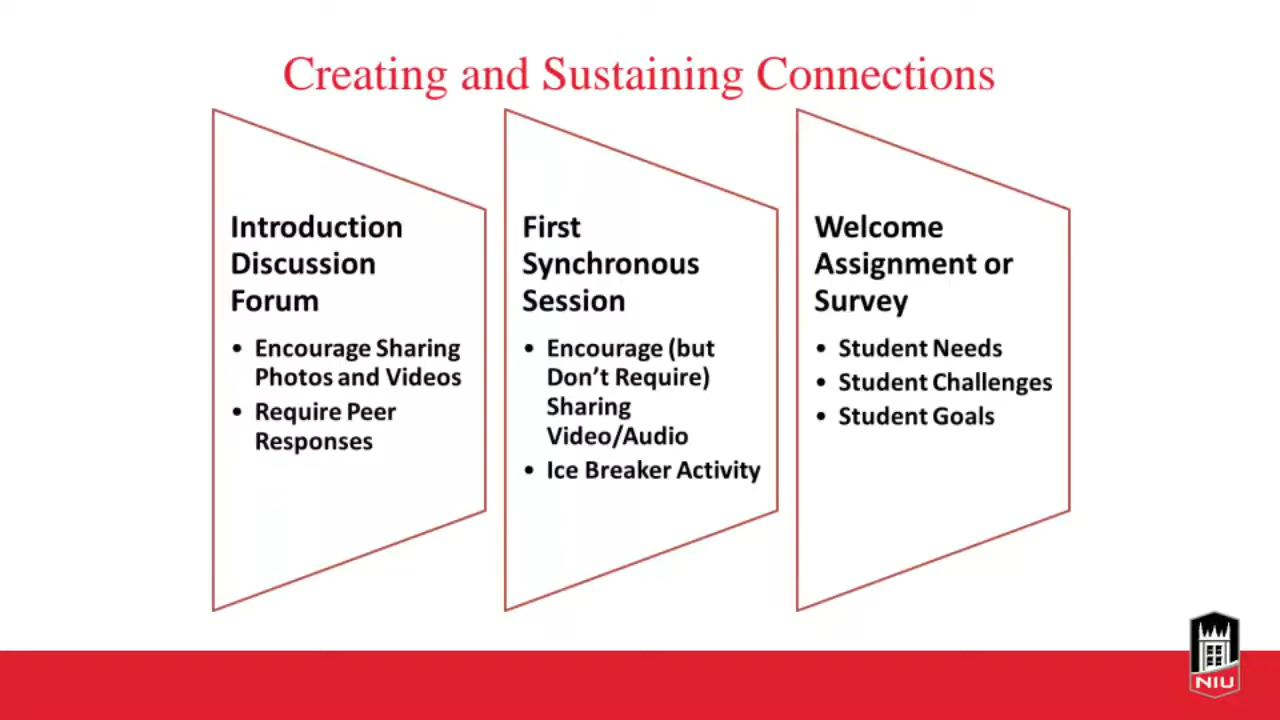 Creating and Sustaining Connections
Introduction
Discussion
Forum
• Encourage Sharing
Photos and Videos
• Require Peer
Responses
First
Synchronous
Session
• Encourage (but
Don’t Require)
Sharing
Video/Audio
• Ice Breaker Activity
Welcome
Assignment or
Survey
• Student Needs
• Student Challenges
• Student Goals
NIU